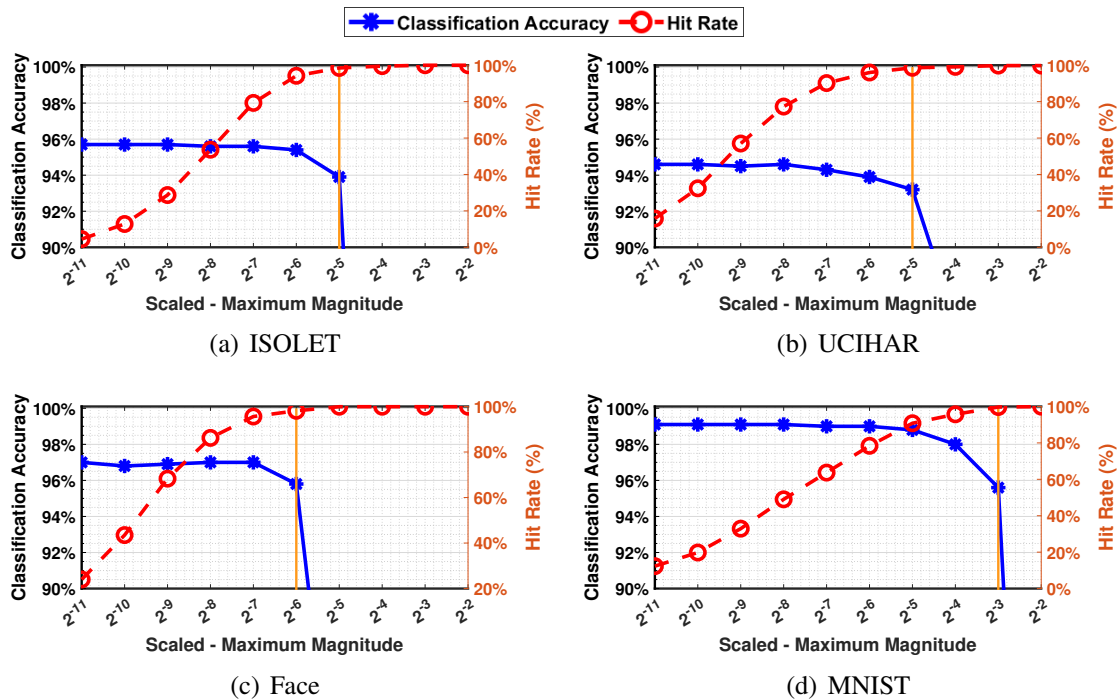 Classification Accuracy Hit Rate
Classification Accuracy
100%
98%
96%
94%
92%
90%
2^-11 2^-10 2^-9 2^-8 2^-7 2^-6 2^-5 2^-4 2^-3 2^-2
Scaled - Maximum Magnitude
100%
80%
60%
40%
20%
0%
Hit Rate (%)
(a) ISOLET
Classification Accuracy
100%
98%
96%
94%
92%
90%
2^-11 2^-10 2^-9 2^-8 2^-7 2^-6 2^-5 2^-4 2^-3 2^-2
Scaled - Maximum Magnitude
100%
80%
60%
40%
20%
0%
Hit Rate (%)
(b) UCIHAR
Classification Accuracy
100%
98%
96%
94%
92%
90%
2^-11 2^-10 2^-9 2^-8 2^-7 2^-6 2^-5 2^-4 2^-3 2^-2
Scaled - Maximum Magnitude
100%
80%
60%
40%
20%
Hit Rate (%)
(c) Face
Classification Accuracy
100%
98%
96%
94%
92%
90%
2^-11 2^-10 2^-9 2^-8 2^-7 2^-6 2^-5 2^-4 2^-3 2^-2
Scaled - Maximum Magnitude
100%
80%
60%
40%
20%
0%
Hit Rate (%)
(d) MNIST